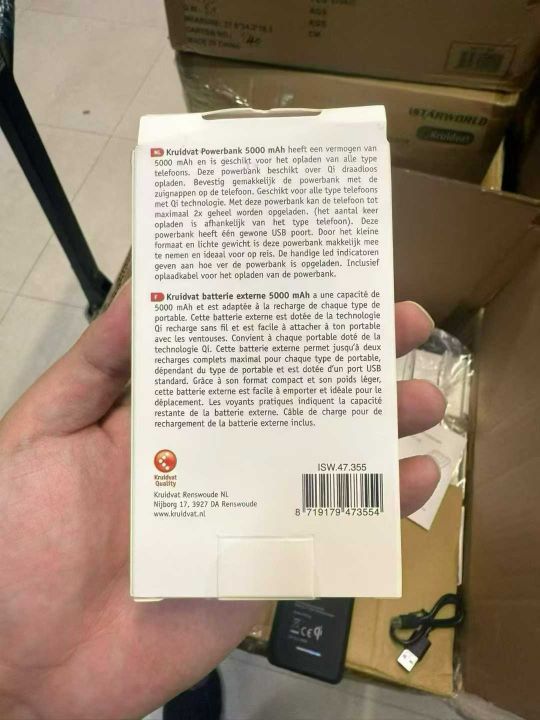 MADE IN CHINA
CARTON NO.:
iSTARWORLD
Kruidvat
NL Kruidvat Powerbank 5000 mAh heeft een vermogen van
5000 mAh en is geschikt voor het opladen van alle type
telefoons. Deze powerbank beschikt over Qi draadloos
opladen. Bevestig gemakkelijk de powerbank met de
zuignappen op de telefoon. Geschikt voor alle type telefoons
met Qi technologie. Met deze powerbank kan de telefoon tot
maximaal 2x geheel worden opgeladen. (het aantal keer
opladen is afhankelijk van het type telefoon). Deze
powerbank heeft één gewone USB poort. Door het kleine
formaat en lichte gewicht is deze powerbank makkelijk mee
te nemen en ideaal voor op reis. De handige led indicatoren
geven aan hoe ver de powerbank is opgeladen. Inclusief
oplaadkabel voor het opladen van de powerbank.
F Kruidvat batterie externe 5000 mAh a une capacité de
5000 mAh et est adaptée à la recharge de chaque type de
portable. Cette batterie externe est dotée de la technologie
Qi recharge sans fil et est facile à attacher à ton portable
avec les ventouses. Convient à chaque portable doté de la
technologie Qi. Cette batterie externe permet jusqu'à deux
recharges complets maximal pour chaque type de portable,
dépendant du type de portable et est dotée d'un port USB
standard. Grâce à son format compact et son poids léger,
cette batterie externe est facile à emporter et idéale pour le
déplacement. Les voyants pratiques indiquent la capacité
restante de la batterie externe. Câble de charge pour de
rechargement de la batterie externe inclus.
Kruidvat
Quality
Kruidvat Renswoude NL
Nijborg 17, 3927 DA Renswoude
www.kruidvat.nl
ISW.47.355
8 719179 473554
CE